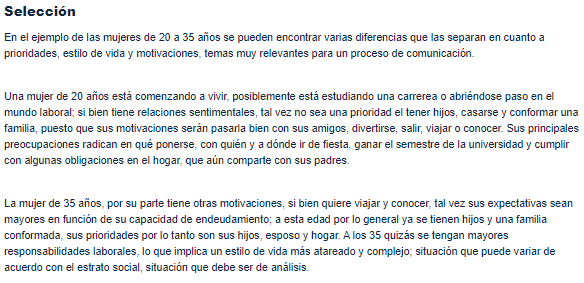 Selección
En el ejemplo de las mujeres de 20 a 35 años se pueden encontrar varias diferencias que las separan en cuanto a
prioridades, estilo de vida y motivaciones, temas muy relevantes para un proceso de comunicación.
Una mujer de 20 años está comenzando a vivir, posiblemente está estudiando una carrerea o abriéndose paso en el
mundo laboral; si bien tiene relaciones sentimentales, tal vez no sea una prioridad el tener hijos, casarse y conformar una
familia, puesto que sus motivaciones serán pasarla bien con sus amigos, divertirse, salir, viajar o conocer. Sus principales
preocupaciones radican en qué ponerse, con quién y a dónde ir de fiesta, ganar el semestre de la universidad y cumplir
con algunas obligaciones en el hogar, que aún comparte con sus padres.
La mujer de 35 años, por su parte tiene otras motivaciones, si bien quiere viajar y conocer, tal vez sus expectativas sean
mayores en función de su capacidad de endeudamiento; a esta edad por lo general ya se tienen hijos y una familia
conformada, sus prioridades por lo tanto son sus hijos, esposo y hogar. A los 35 quizás se tengan mayores
responsabilidades laborales, lo que implica un estilo de vida más atareado y complejo; situación que puede variar de
acuerdo con el estrato social, situación que debe ser de análisis.